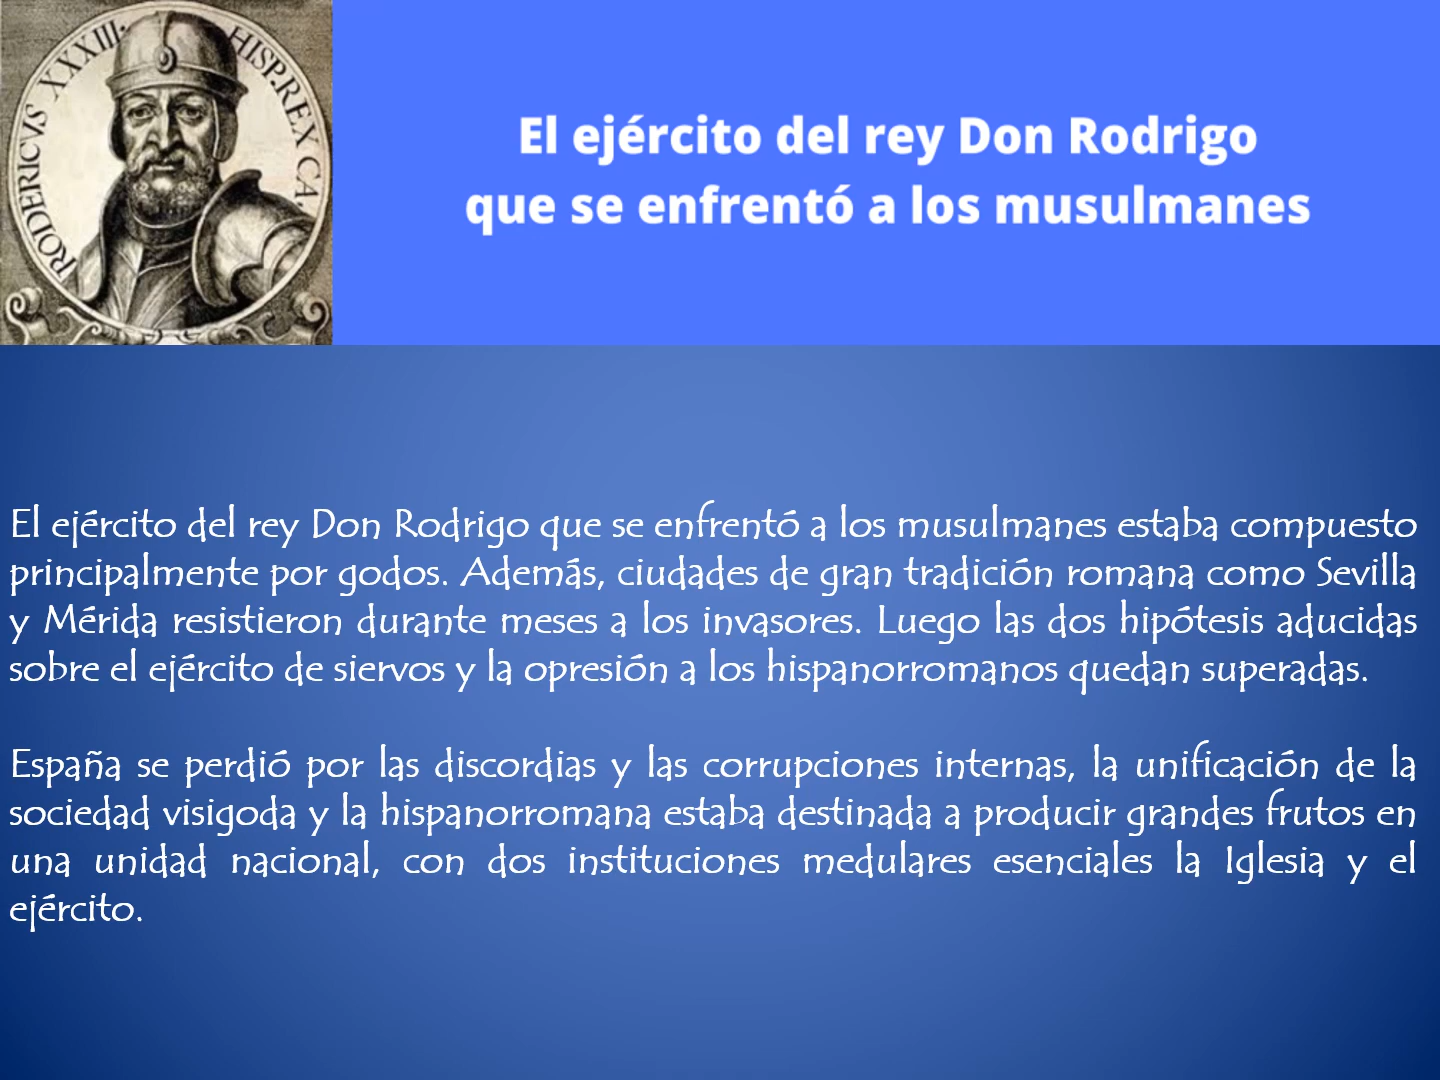 RODERICVS XXXIII. HISP. REX CA.
El ejército del rey Don Rodrigo
que se enfrentó a los musulmanes
El ejército del rey Don Rodrigo que se enfrentó a los musulmanes estaba compuesto
principalmente por godos. Además, ciudades de gran tradición romana como Sevilla
y Mérida resistieron durante meses a los invasores. Luego las dos hipótesis aducidas
sobre el ejército de siervos y la opresión a los hispanorromanos quedan superadas.
España se perdió por las discordias y las corrupciones internas, la unificación de la
sociedad visigoda y la hispanorromana estaba destinada a producir grandes frutos en
una unidad nacional, con dos instituciones medulares esenciales la Iglesia y el
ejército.